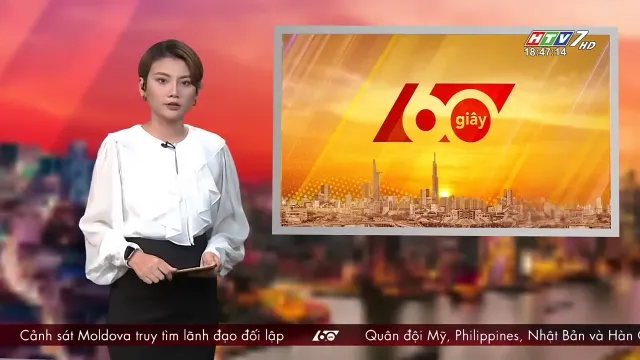 HTV7 HD
18:47:14
60 giây
Cảnh sát Moldova truy tìm lãnh đạo đối lập 60 Quân đội Mỹ, Philippines, Nhật Bản và Hàn